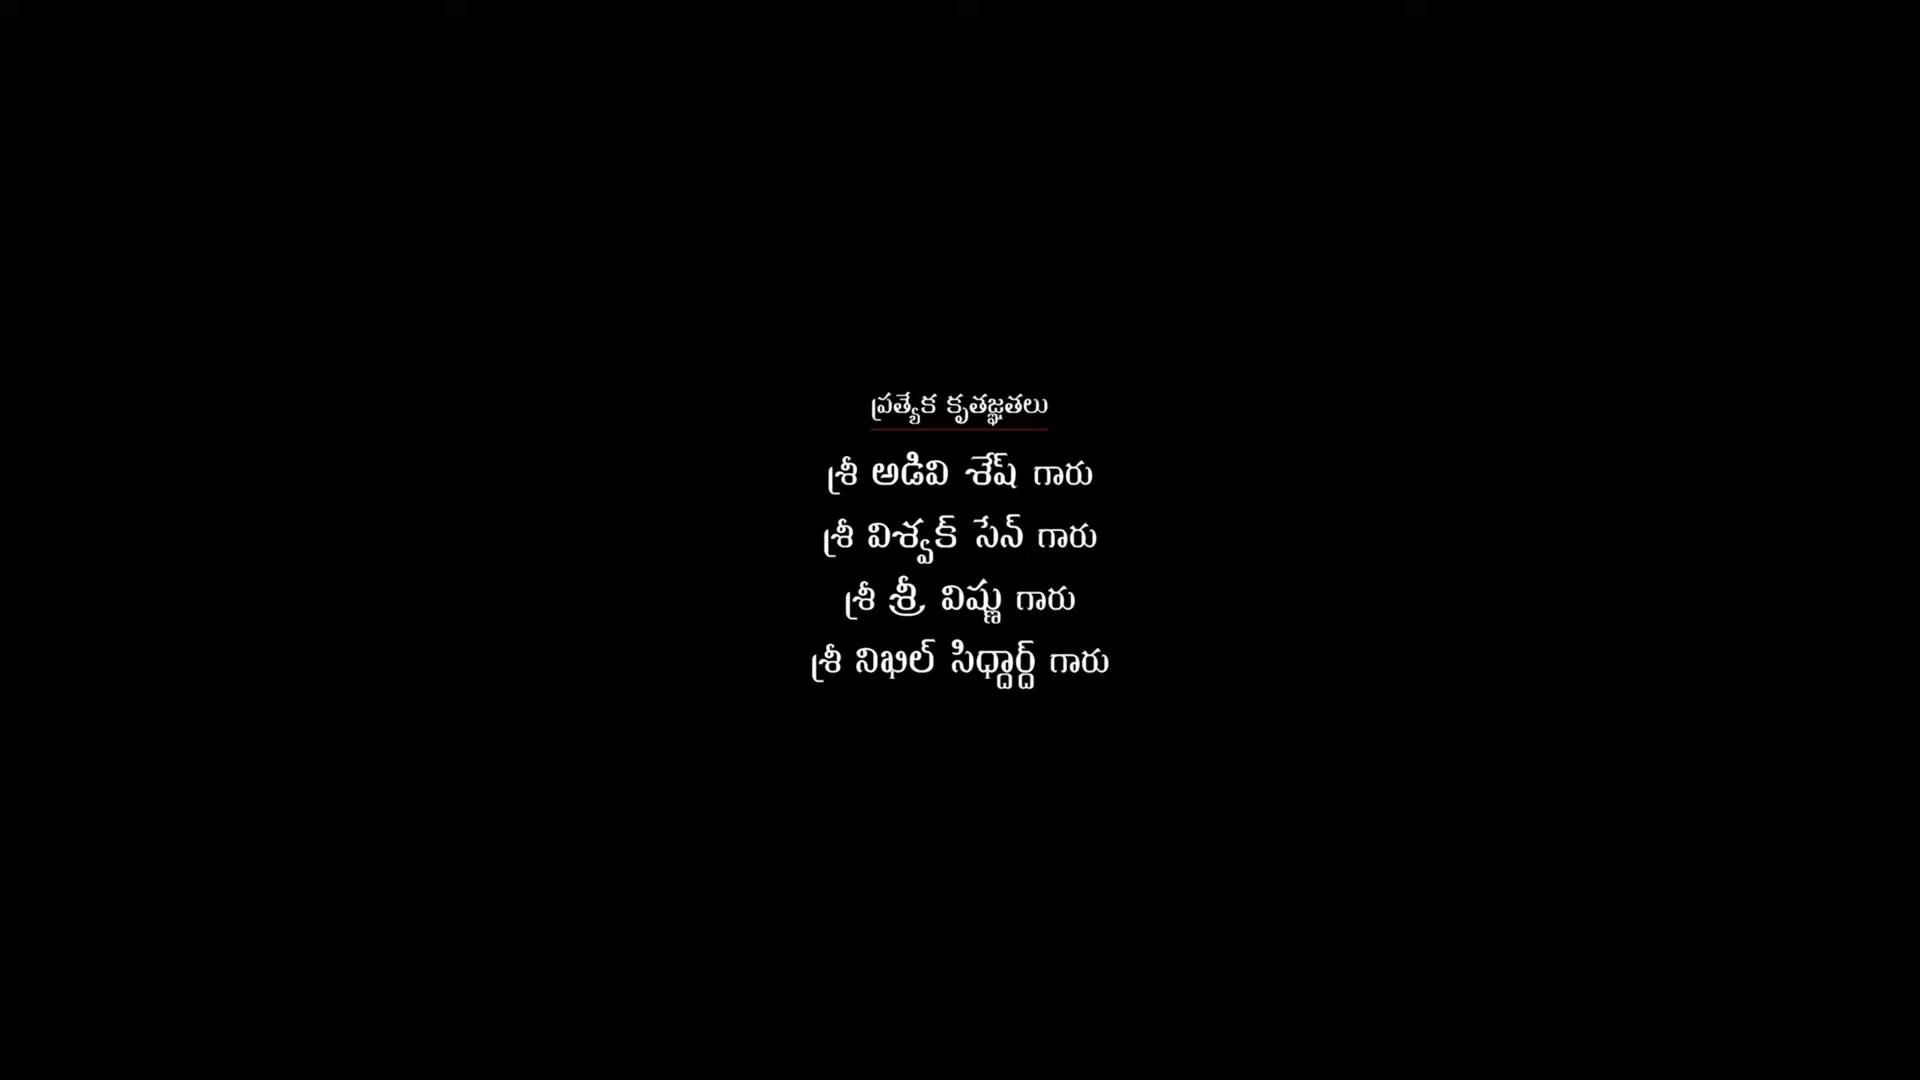 ప్రత్యేక కృతజ్ఞతలు
శ్రీ అడివి శేష్ గారు
శ్రీ విశ్వక్ సేన్ గారు
శ్రీ శ్రీ విష్ణు గారు
శ్రీ నిఖిల్ సిధ్దార్ద్ గారు